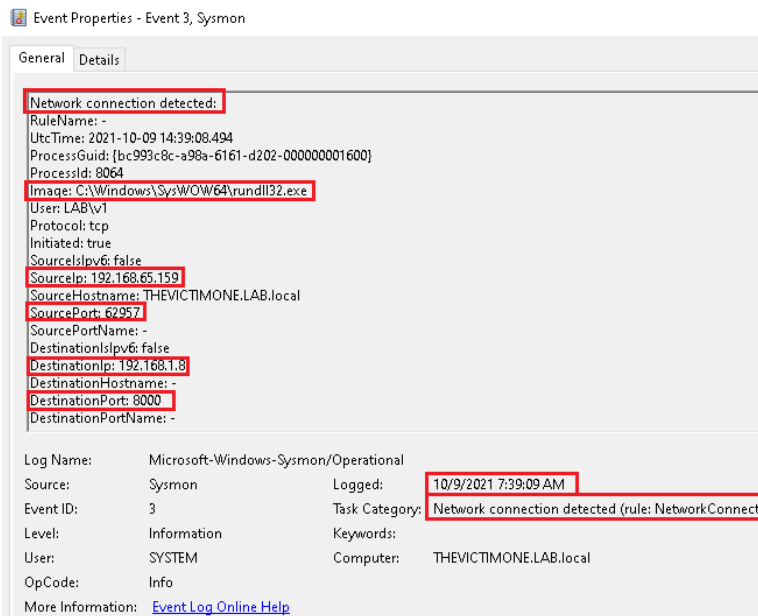 Event Properties - Event 3, Sysmon
General Details
Network connection detected:
RuleName: -
UtcTime: 2021-10-09 14:39:08.494
ProcessGuid: {bc993c8c-a98a-6161-d202-000000001600}
ProcessId: 8064
Image: C:\Windows\SysWOW64\rundll32.exe
User: LAB\v1
Protocol: tcp
Initiated: true
SourceIsIpv6: false
SourceIp: 192.168.65.159
SourceHostname: THEVICTIMONE.LAB.local
SourcePort: 62957
SourcePortName: -
DestinationIsIpv6: false
DestinationIp: 192.168.1.8
DestinationHostname: -
DestinationPort: 8000
DestinationPortName: -
Log Name: Microsoft-Windows-Sysmon/Operational
Source: Sysmon Logged: 10/9/2021 7:39:09 AM
Event ID: 3 Task Category: Network connection detected (rule: NetworkConnect
Level: Information Keywords:
User: SYSTEM Computer: THEVICTIMONE.LAB.local
OpCode: Info
More Information: Event Log Online Help